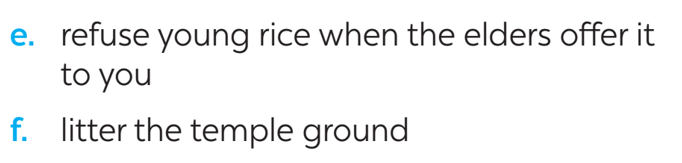 e. refuse young rice when the elders offer it
to you
f. litter the temple ground